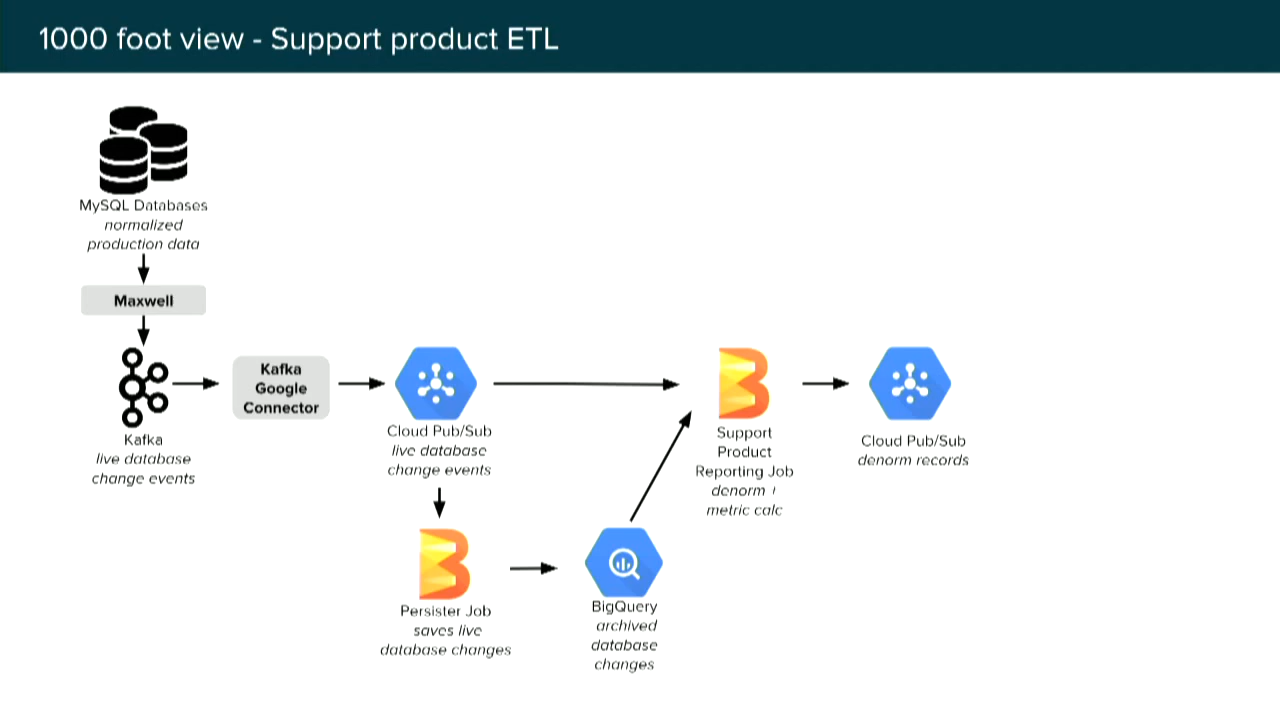 1000 foot view - Support product ETL
MySQL Databases
normalized
production data
Maxwell
Kafka
live database
change events
Kafka
Google
Connector
Cloud Pub/Sub
live database
change events
Persister Job
saves live
database changes
BigQuery
archived
database
changes
Support
Product
Reporting Job
denorm
metric calc
Cloud Pub/Sub
denorm records